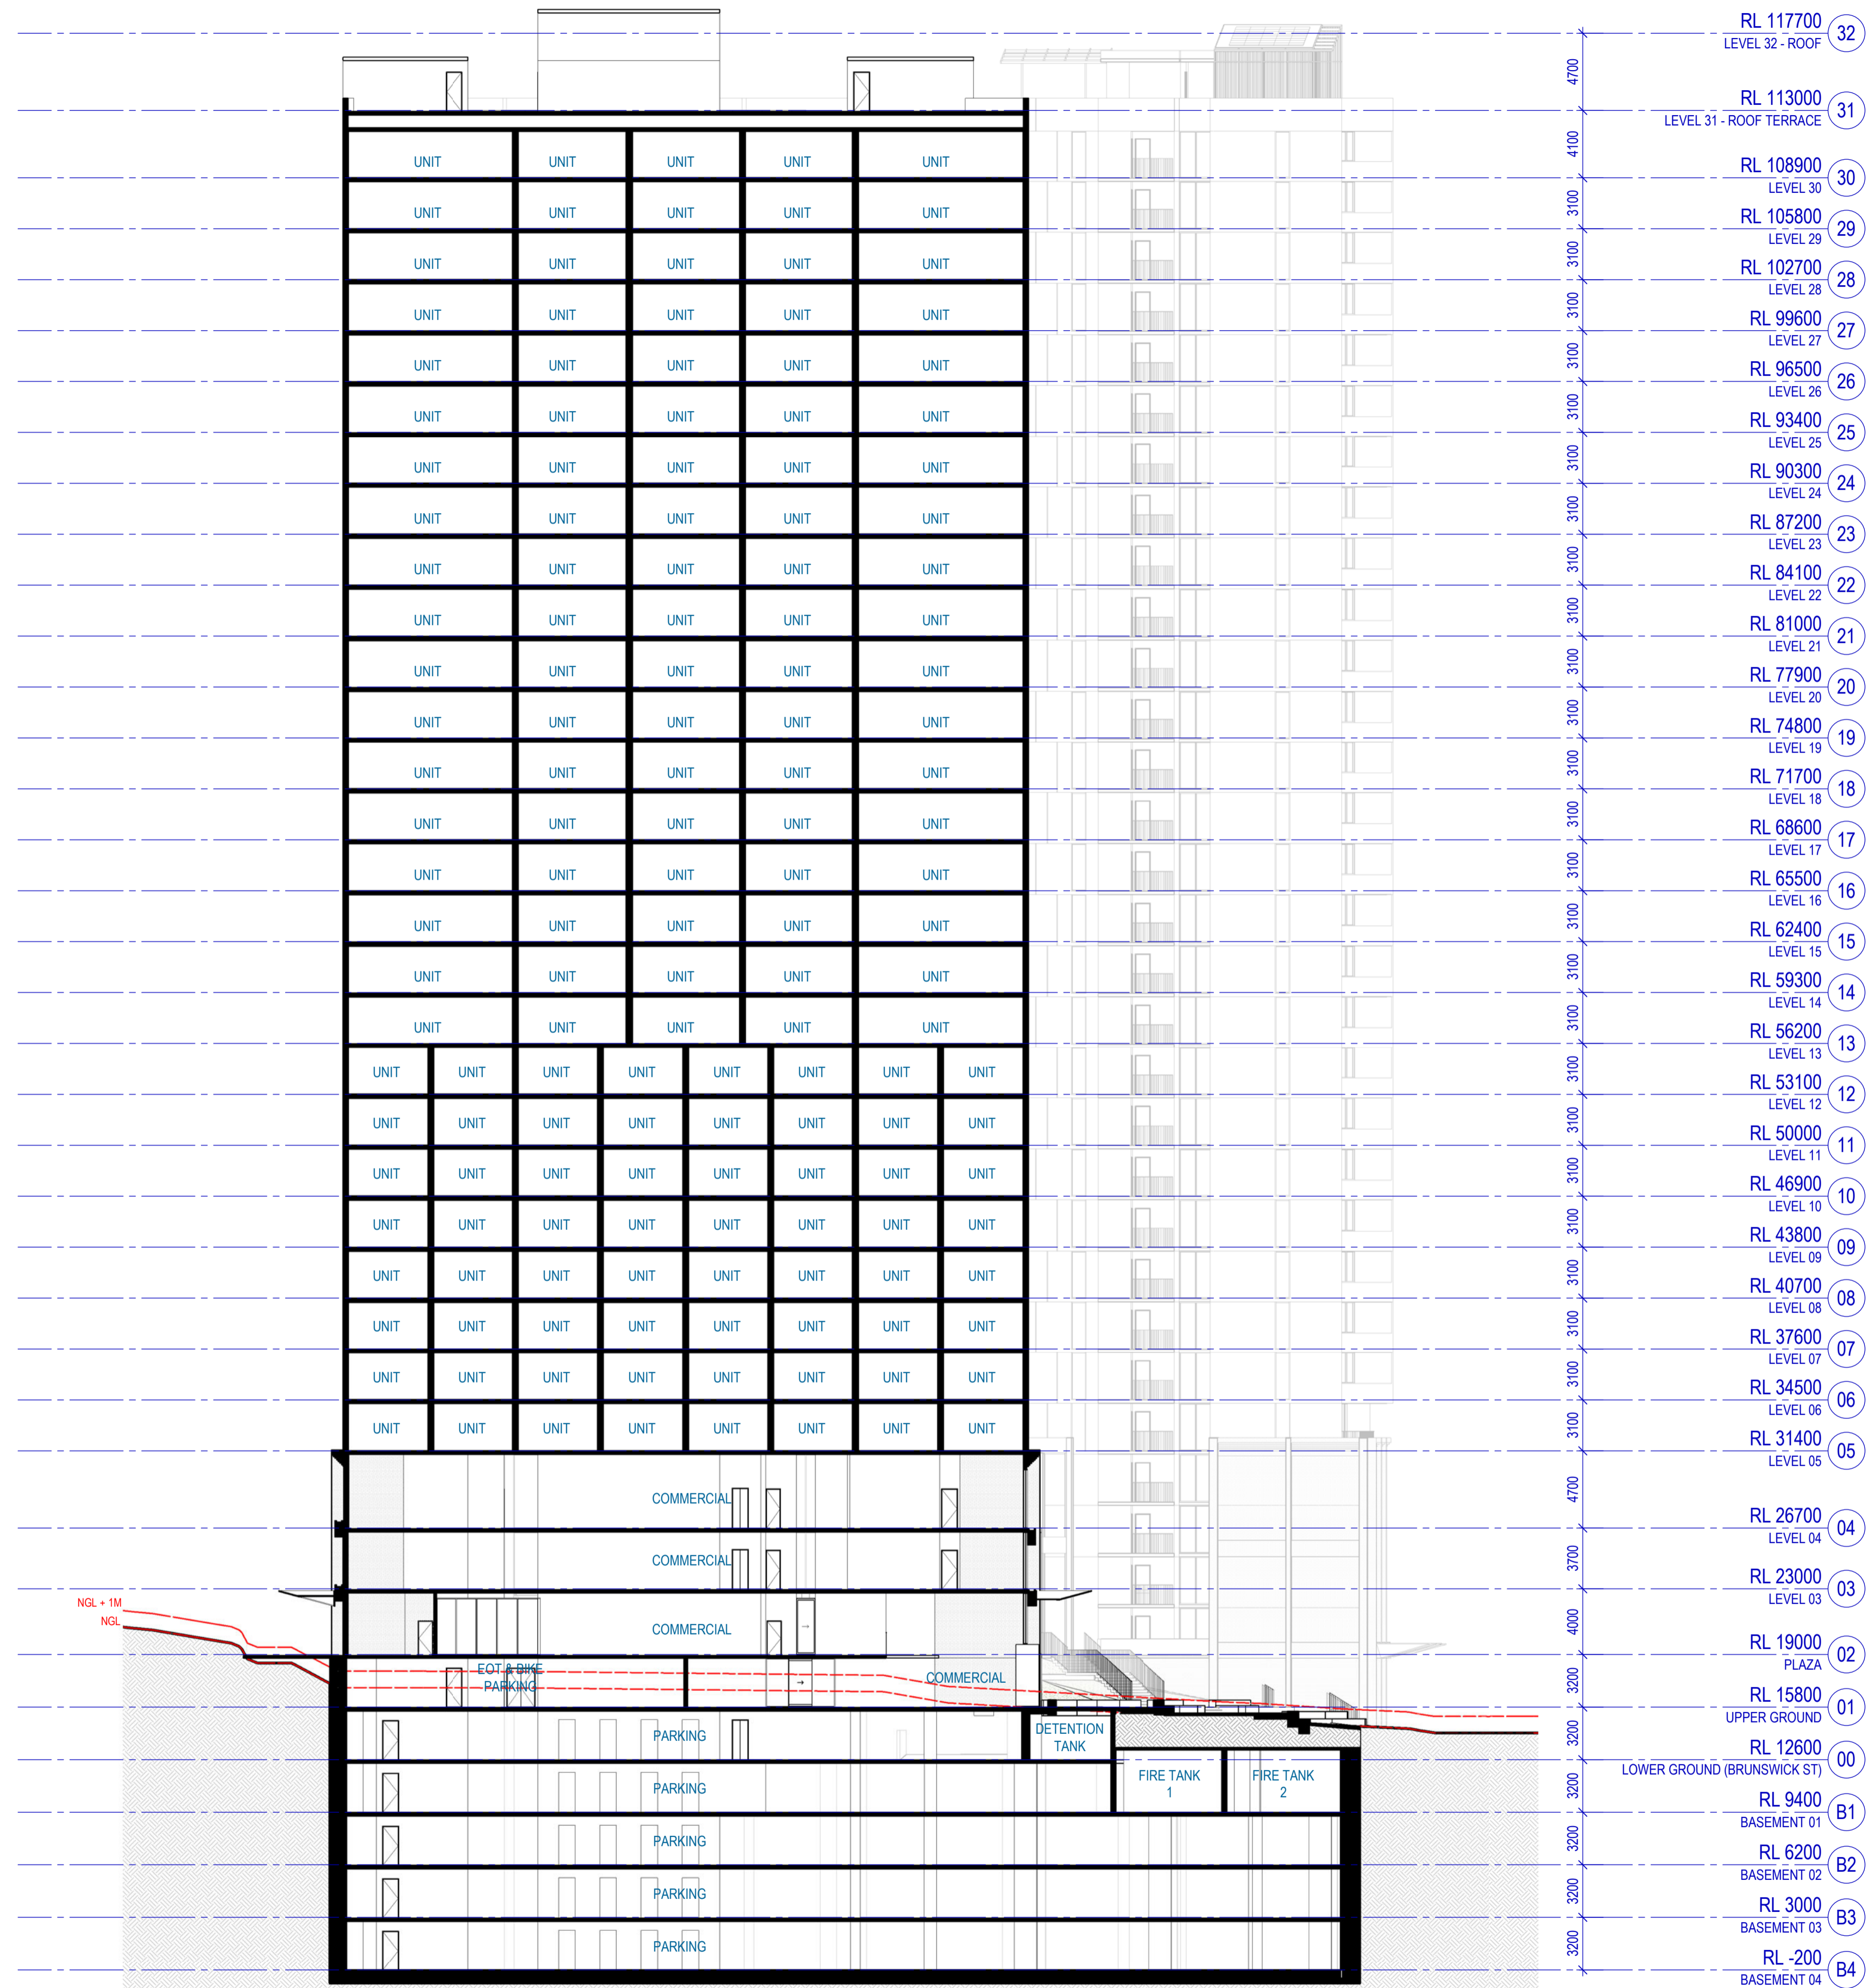 RL 117700
32
LEVEL 32 - ROOF
4700
RL 113000
31
LEVEL 31 - ROOF TERRACE
4100
UNIT UNIT UNIT UNIT UNIT
RL 108900
30
LEVEL 30
3100
UNIT UNIT UNIT UNIT UNIT
RL 105800
29
LEVEL 29
3100
UNIT UNIT UNIT UNIT UNIT
RL 102700
28
LEVEL 28
3100
UNIT UNIT UNIT UNIT UNIT
RL 99600
27
LEVEL 27
3100
UNIT UNIT UNIT UNIT UNIT
RL 96500
26
LEVEL 26
3100
UNIT UNIT UNIT UNIT UNIT
RL 93400
25
LEVEL 25
3100
UNIT UNIT UNIT UNIT UNIT
RL 90300
24
LEVEL 24
3100
UNIT UNIT UNIT UNIT UNIT
RL 87200
23
LEVEL 23
3100
UNIT UNIT UNIT UNIT UNIT
RL 84100
22
LEVEL 22
3100
UNIT UNIT UNIT UNIT UNIT
RL 81000
21
LEVEL 21
3100
UNIT UNIT UNIT UNIT UNIT
RL 77900
20
LEVEL 20
3100
UNIT UNIT UNIT UNIT UNIT
RL 74800
19
LEVEL 19
3100
UNIT UNIT UNIT UNIT UNIT
RL 71700
18
LEVEL 18
3100
UNIT UNIT UNIT UNIT UNIT
RL 68600
17
LEVEL 17
3100
UNIT UNIT UNIT UNIT UNIT
RL 65500
16
LEVEL 16
3100
UNIT UNIT UNIT UNIT UNIT
RL 62400
15
LEVEL 15
3100
UNIT UNIT UNIT UNIT UNIT
RL 59300
14
LEVEL 14
3100
UNIT UNIT UNIT UNIT UNIT
RL 56200
13
LEVEL 13
3100
UNIT UNIT UNIT UNIT UNIT UNIT UNIT UNIT
RL 53100
12
LEVEL 12
3100
UNIT UNIT UNIT UNIT UNIT UNIT UNIT UNIT
RL 50000
11
LEVEL 11
3100
UNIT UNIT UNIT UNIT UNIT UNIT UNIT UNIT
RL 46900
10
LEVEL 10
3100
UNIT UNIT UNIT UNIT UNIT UNIT UNIT UNIT
RL 43800
09
LEVEL 09
3100
UNIT UNIT UNIT UNIT UNIT UNIT UNIT UNIT
RL 40700
08
LEVEL 08
3100
UNIT UNIT UNIT UNIT UNIT UNIT UNIT UNIT
RL 37600
07
LEVEL 07
3100
UNIT UNIT UNIT UNIT UNIT UNIT UNIT UNIT
RL 34500
06
LEVEL 06
3100
UNIT UNIT UNIT UNIT UNIT UNIT UNIT UNIT
RL 31400
05
LEVEL 05
4700
COMMERCIAL
RL 26700
04
LEVEL 04
3700
COMMERCIAL
RL 23000
03
LEVEL 03
NGL + 1M
NGL
4000
COMMERCIAL
RL 19000
02
PLAZA
EOT & BIKE
PARKING
COMMERCIAL
3200
RL 15800
01
UPPER GROUND
PARKING
DETENTION
TANK
3200
RL 12600
00
LOWER GROUND (BRUNSWICK ST)
PARKING
FIRE TANK
1
FIRE TANK
2
3200
RL 9400
B1
BASEMENT 01
PARKING
3200
RL 6200
B2
BASEMENT 02
PARKING
3200
RL 3000
B3
BASEMENT 03
PARKING
3200
RL -200
B4
BASEMENT 04